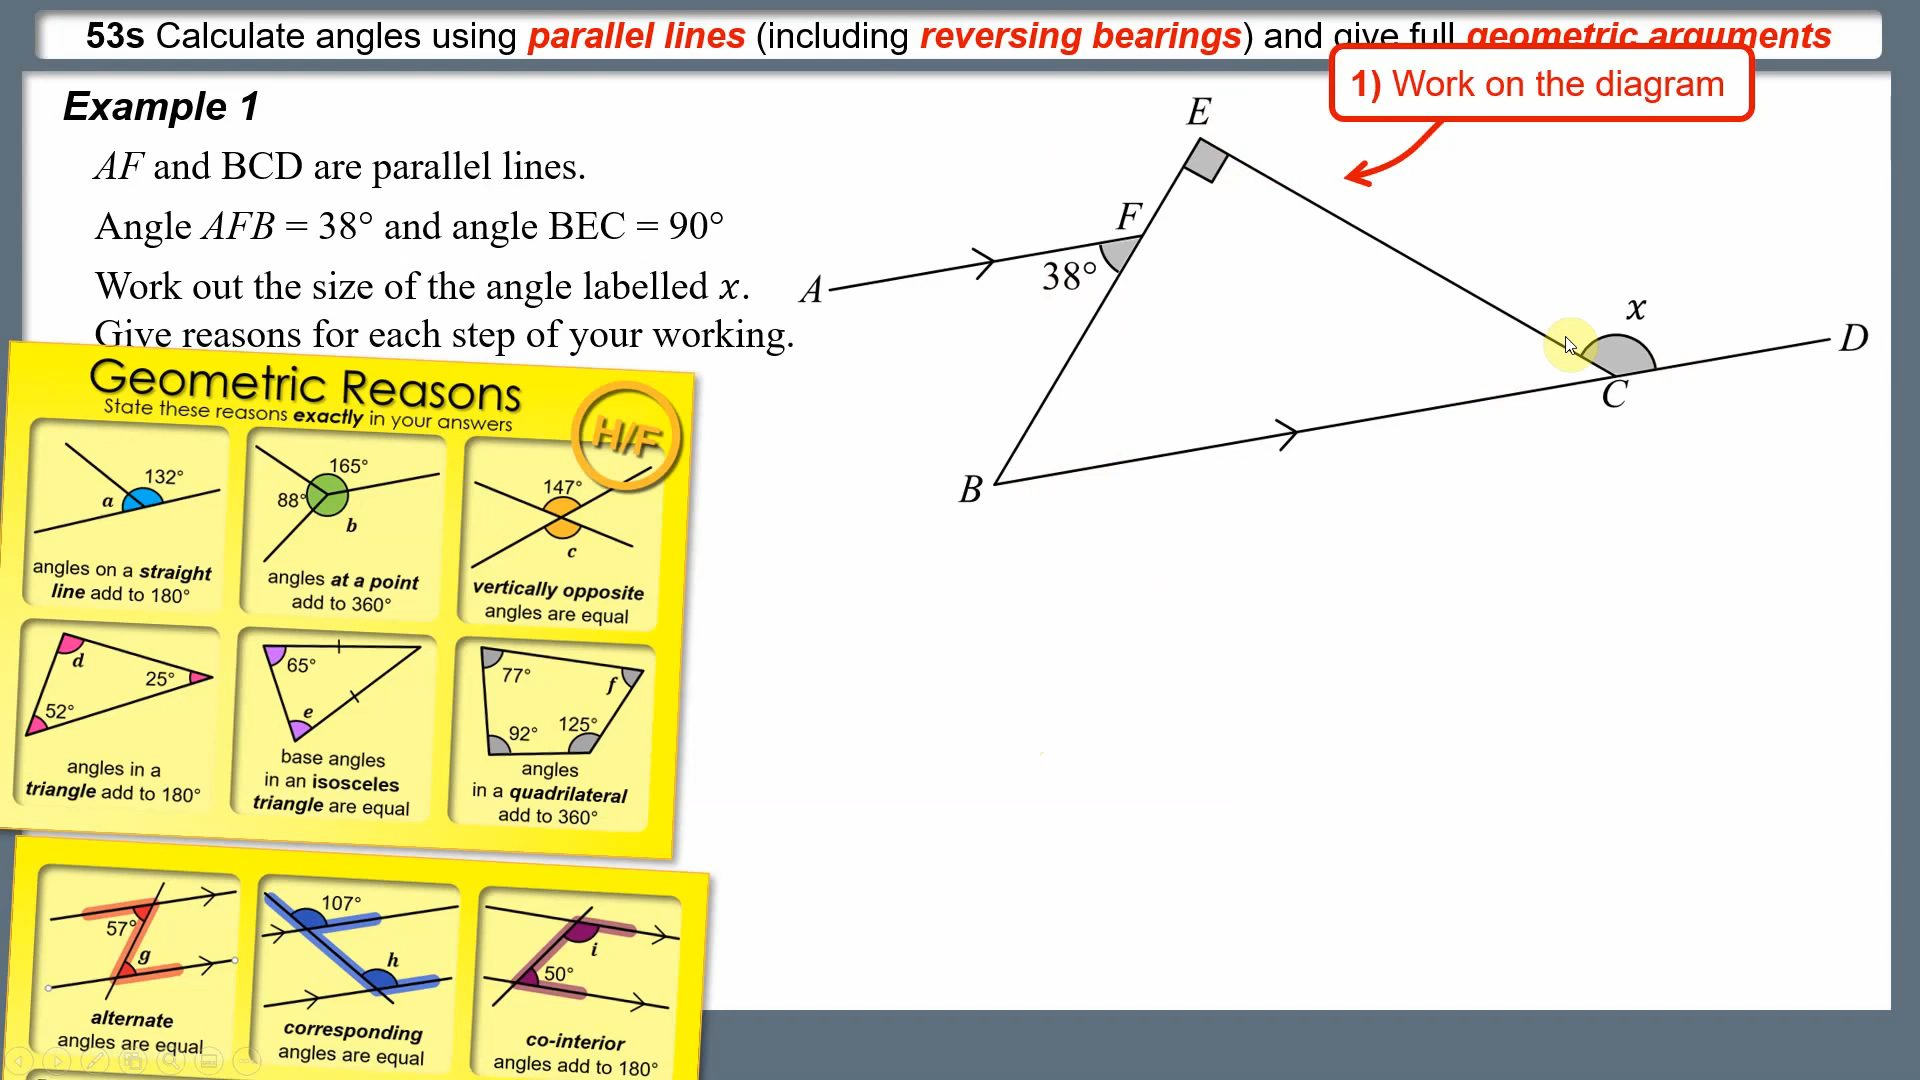 53s Calculate angles using parallel lines (including reversing bearings) and give full geometric arguments
1) Work on the diagram
Example 1
AF and BCD are parallel lines.
Angle AFB = 38° and angle BEC = 90°
Work out the size of the angle labelled x.
Give reasons for each step of your working.
E
F
38°
A
x
D
C
B
Geometric Reasons
State these reasons exactly in your answers
H/F
132°
a
165°
88°
b
147°
c
angles on a straight
line add to 180°
angles at a point
add to 360°
vertically opposite
angles are equal
d
25°
52°
65°
e
77°
f
92°
125°
angles in a
triangle add to 180°
base angles
in an isosceles
triangle are equal
angles
in a quadrilateral
add to 360°
57°
g
107°
h
i
50°
alternate
angles are equal
corresponding
angles are equal
co-interior
angles add to 180°